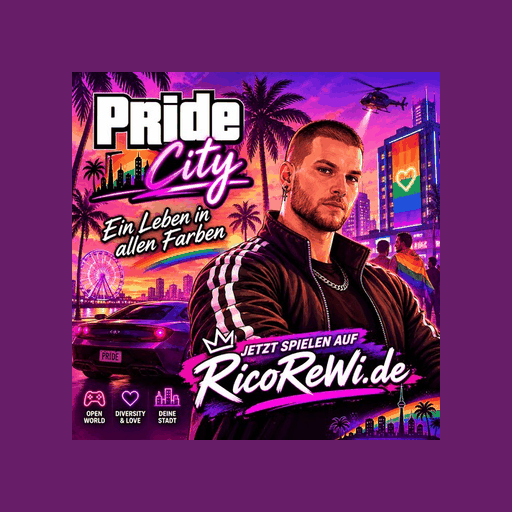 PRide
City
Ein Leben in
allen Farben
PRIDE
JETZT SPIELEN AUF
RicoReWi.de
OPEN
WORLD
DIVERSITY
& LOVE
DEINE
STADT